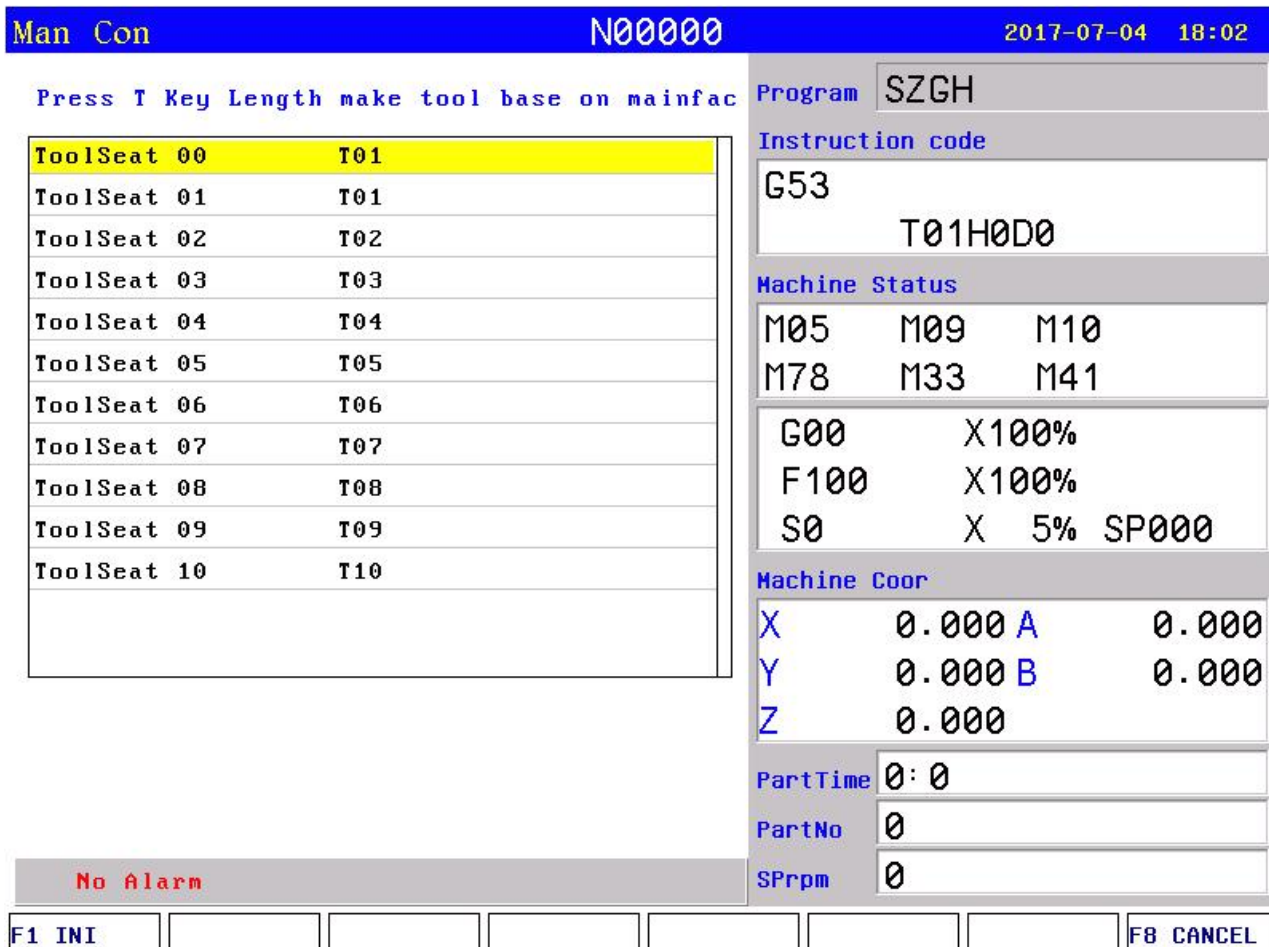 Man Con N00000 2017-07-04 18:02
Press T Key Length make tool base on mainfac
ToolSeat 00 T01
ToolSeat 01 T01
ToolSeat 02 T02
ToolSeat 03 T03
ToolSeat 04 T04
ToolSeat 05 T05
ToolSeat 06 T06
ToolSeat 07 T07
ToolSeat 08 T08
ToolSeat 09 T09
ToolSeat 10 T10
No Alarm
Program SZGH
Instruction code
G53
T01H0D0
Machine Status
M05 M09 M10
M78 M33 M41
G00 X100%
F100 X100%
S0 X 5% SP000
Machine Coor
X 0.000 A 0.000
Y 0.000 B 0.000
Z 0.000
PartTime 0:0
PartNo 0
SPrpm 0
F1 INI F8 CANCEL